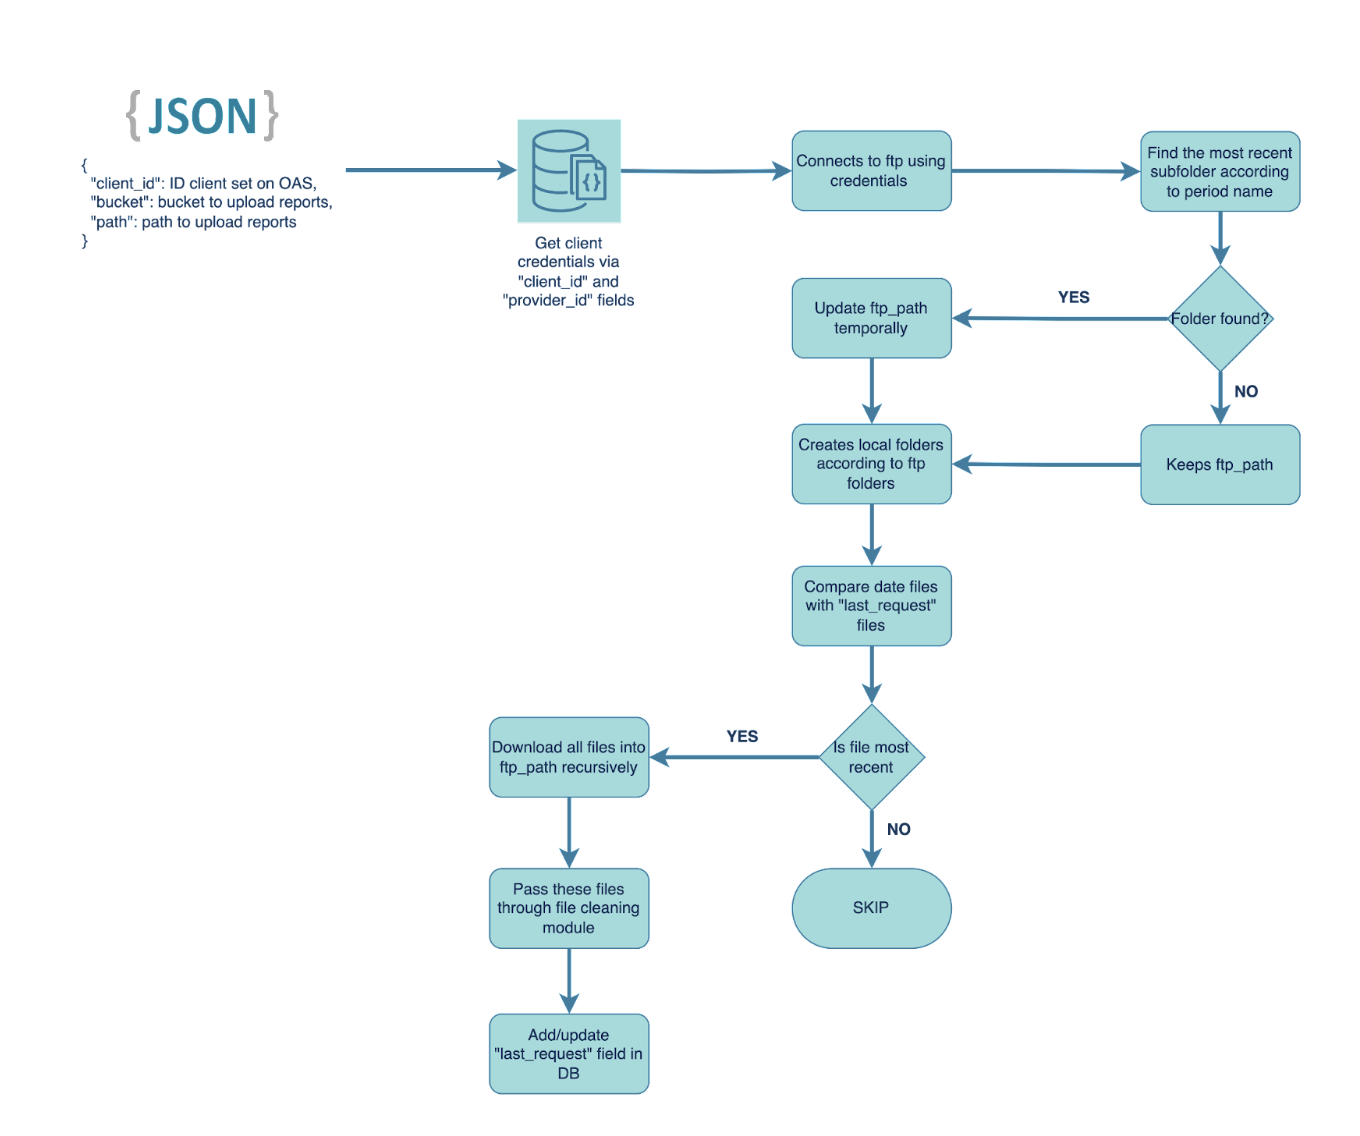 {JSON}
{
"client_id": ID client set on OAS,
"bucket": bucket to upload reports,
"path": path to upload reports
}
{}
Get client
credentials via
"client_id" and
"provider_id" fields
Connects to ftp using
credentials
Find the most recent
subfolder according
to period name
Folder found?
YES
Update ftp_path
temporally
NO
Keeps ftp_path
Creates local folders
according to ftp
folders
Compare date files
with "last_request"
files
Is file most
recent
YES
Download all files into
ftp_path recursively
NO
SKIP
Pass these files
through file cleaning
module
Add/update
"last_request" field in
DB